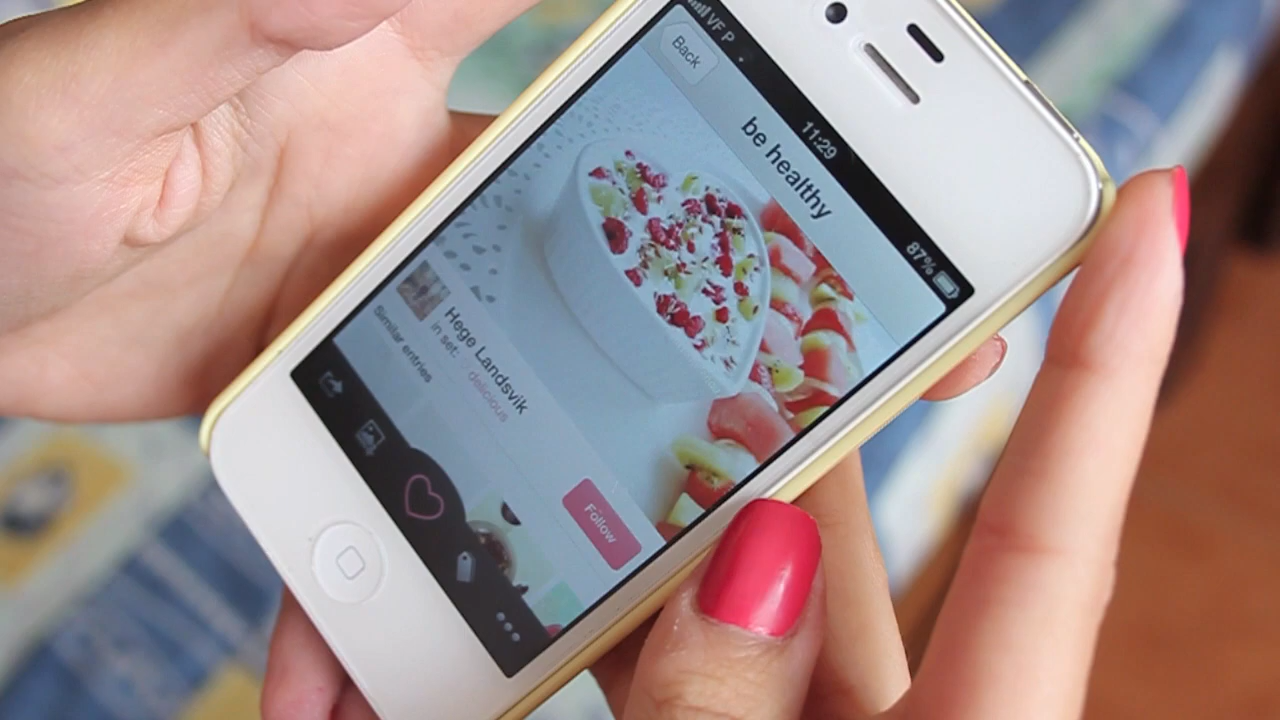 VF P
11:29
87%
Back
be healthy
Hege Landsvik
in set: delicious
Similar entries
Follow